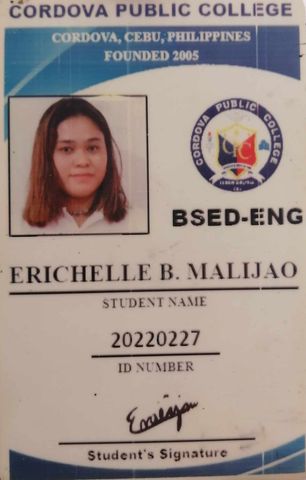 CORDOVA PUBLIC COLLEGE
CORDOVA, CEBU, PHILIPPINES
FOUNDED 2005
CORDOVA PUBLIC COLLEGE
BSED-ENG
ERICHELLE B. MALIJAO
STUDENT NAME
20220227
ID NUMBER
Student's Signature